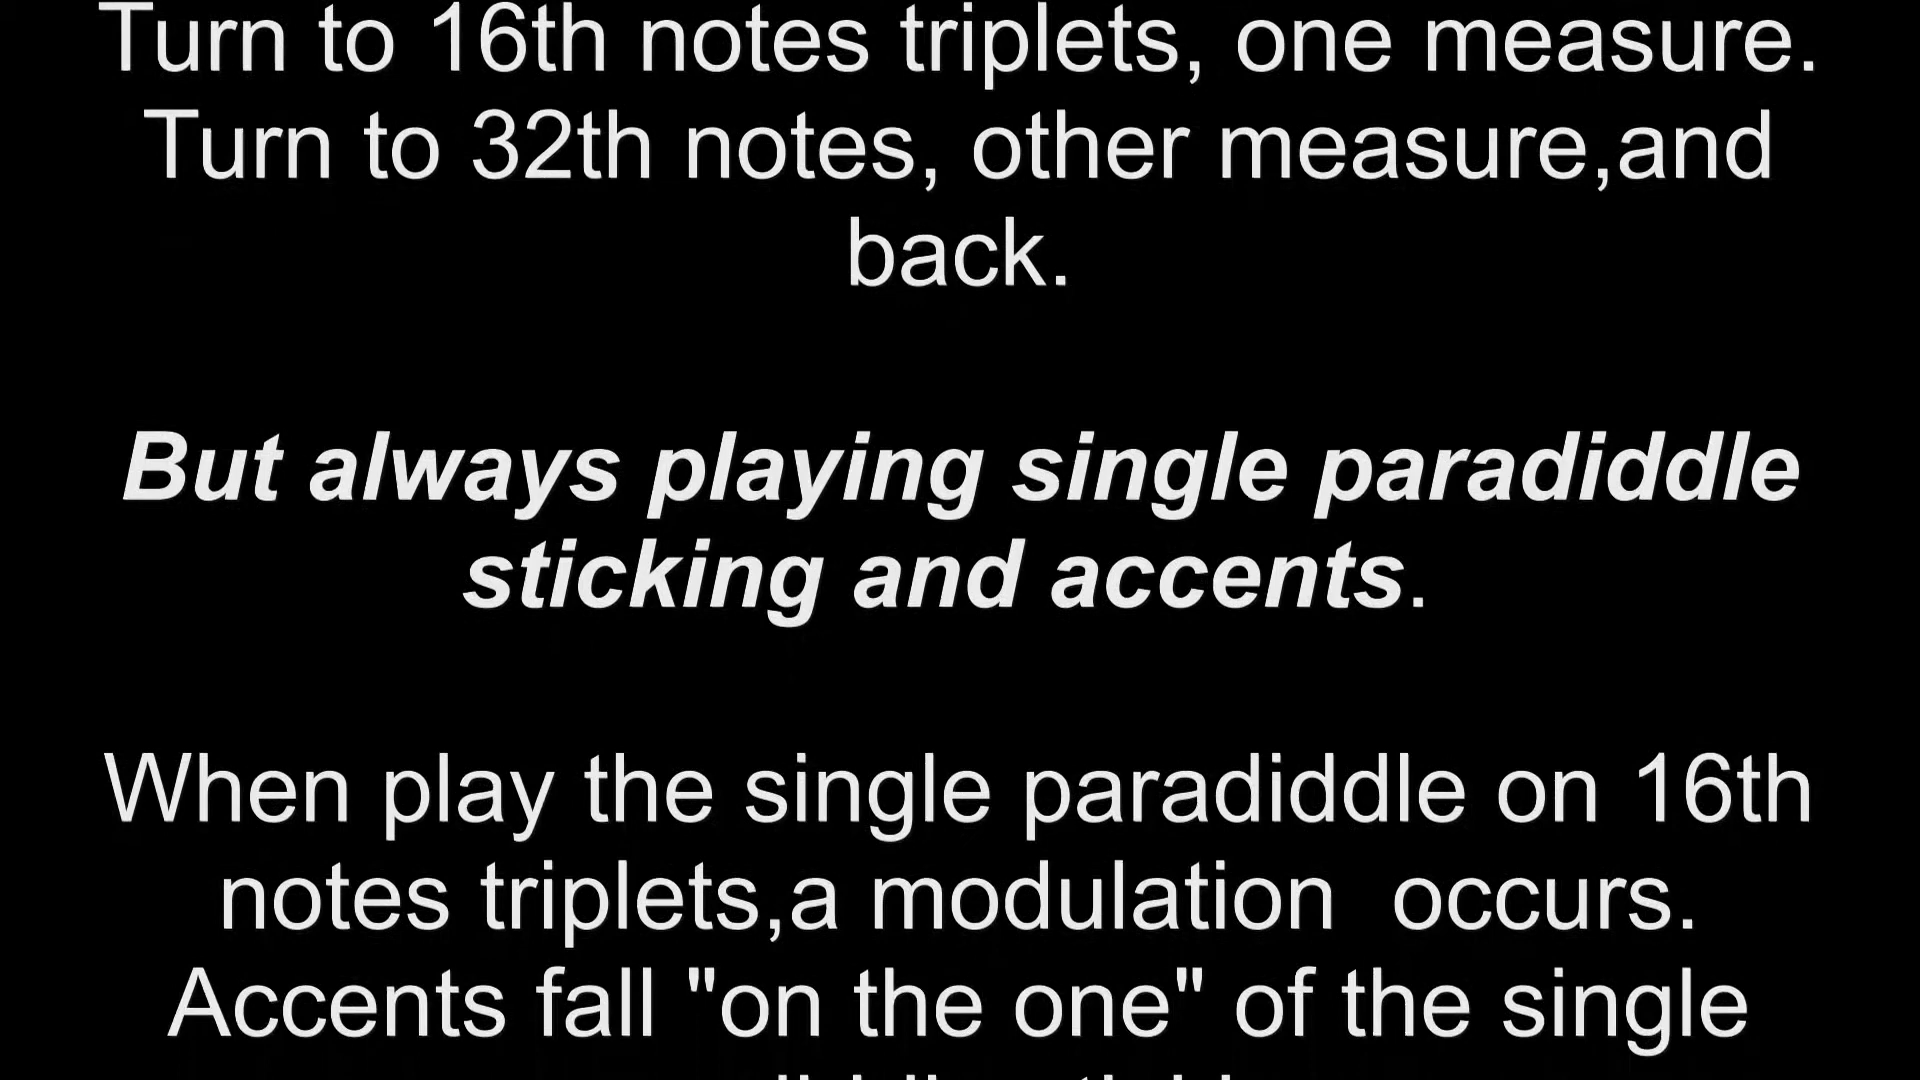 Turn to 16th notes triplets, one measure.
Turn to 32th notes, other measure,and
back.
But always playing single paradiddle
sticking and accents.
When play the single paradiddle on 16th
notes triplets,a modulation  occurs.
Accents fall "on the one" of the single